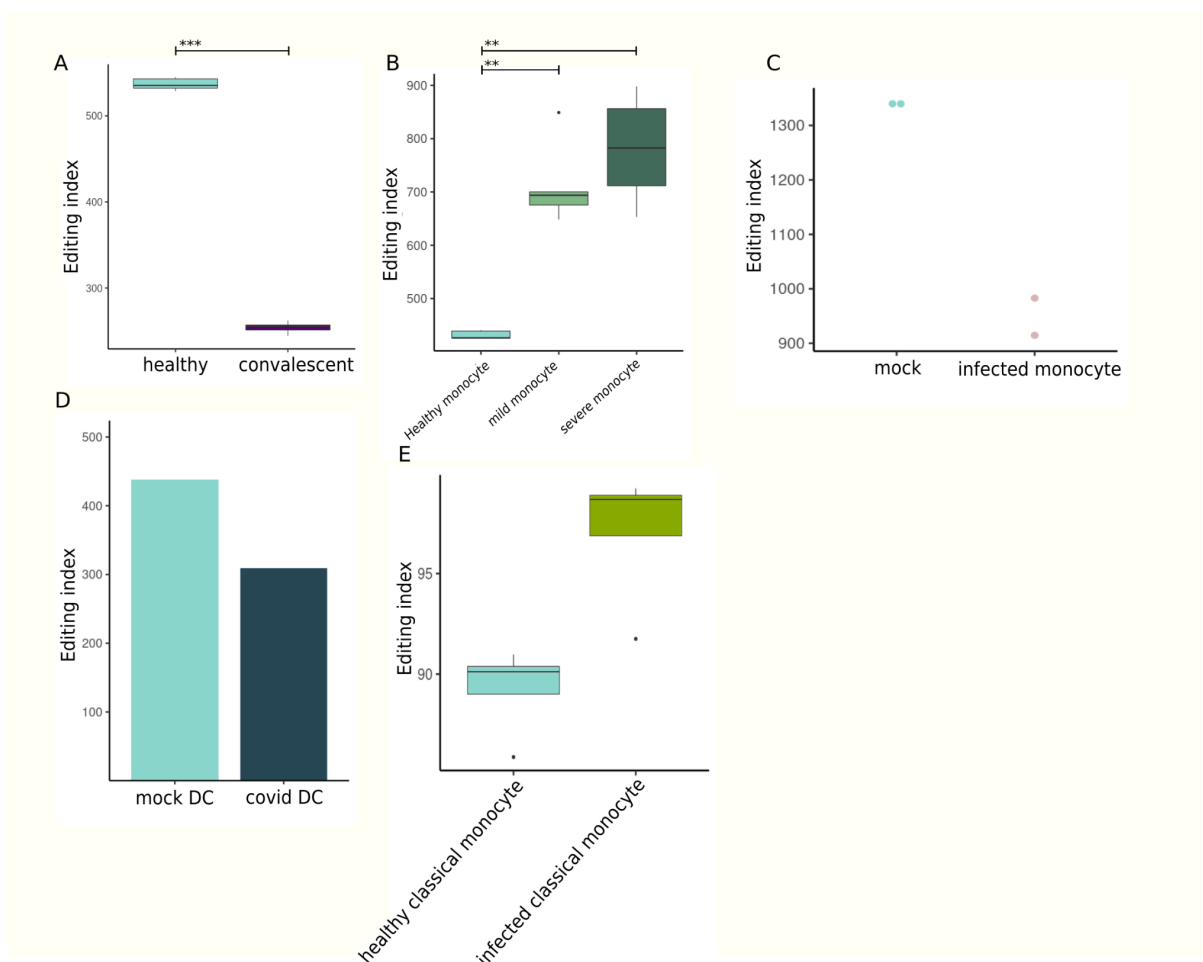 A
***
Editing index
500
400
300
healthy
convalescent
B
**
**
Editing index
900
800
700
600
500
Healthy monocyte
mild monocyte
severe monocyte
C
Editing index
1300
1200
1100
1000
900
mock
infected monocyte
D
Editing index
500
400
300
200
100
mock DC
covid DC
E
Editing index
95
90
healthy classical monocyte
infected classical monocyte